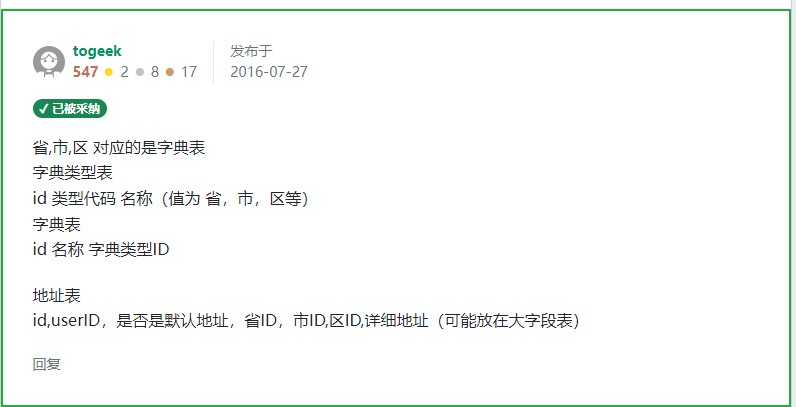 togeek
547 2 8 17
发布于
2016-07-27
✓ 已被采纳
省,市,区 对应的是字典表
字典类型表
id 类型代码 名称（值为 省，市，区等）
字典表
id 名称 字典类型ID
地址表
id,userID，是否是默认地址，省ID，市ID,区ID,详细地址（可能放在大字段表）
回复